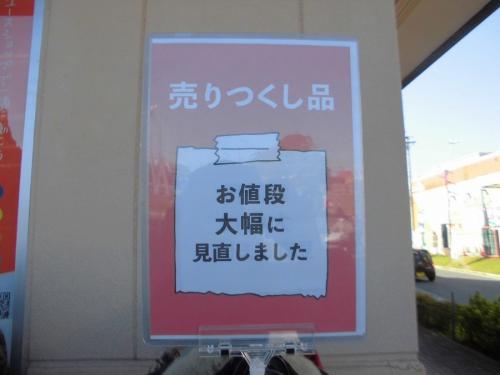 売りつくし品
お値段
大幅に
見直しました